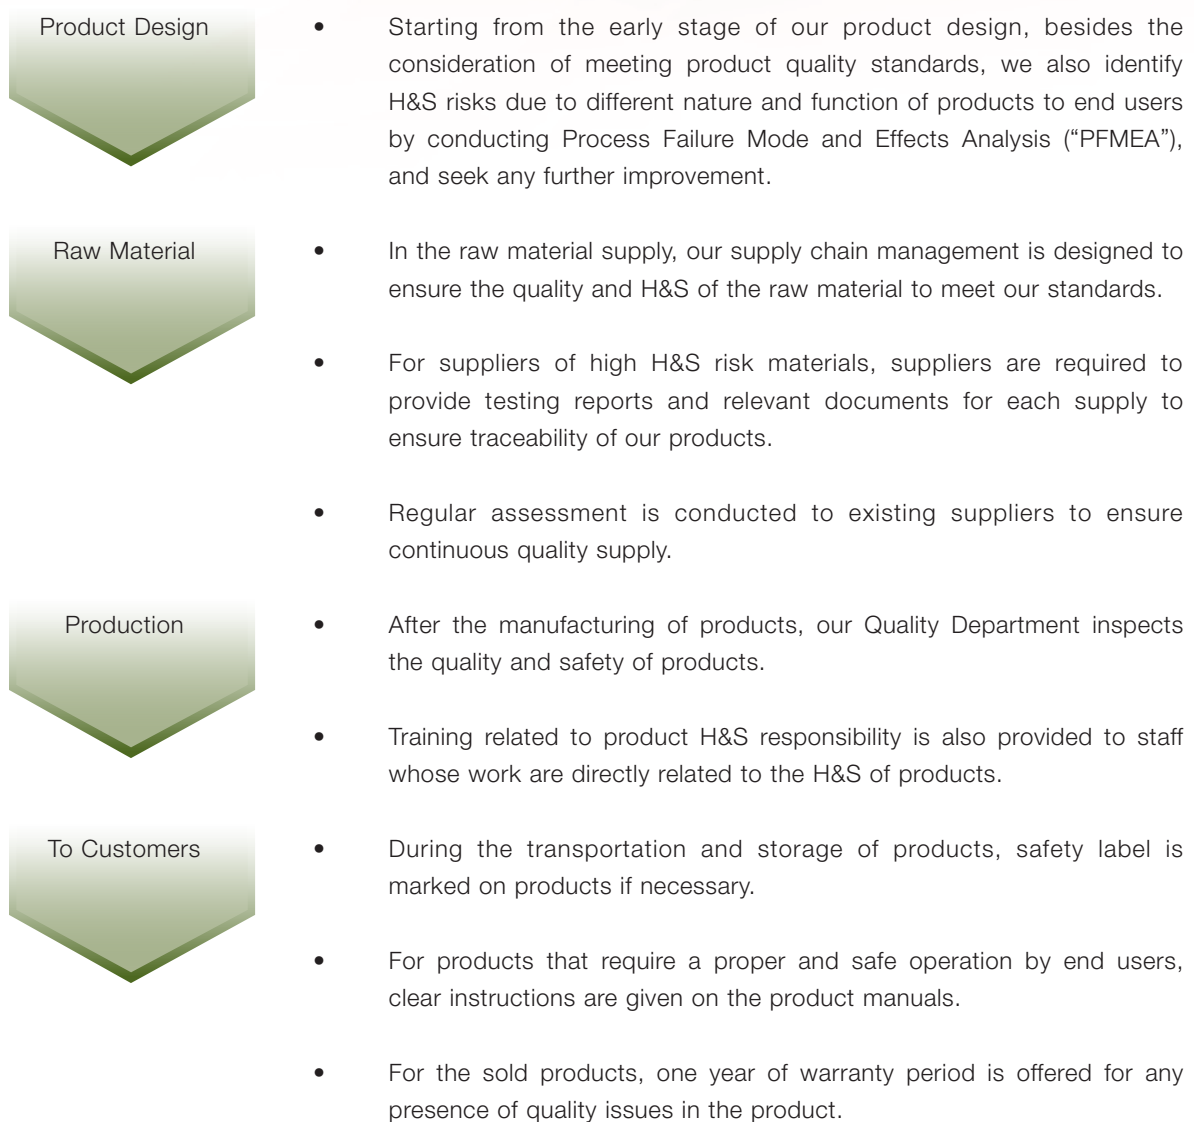 Product Design
• Starting from the early stage of our product design, besides the
consideration of meeting product quality standards, we also identify
H&S risks due to different nature and function of products to end users
by conducting Process Failure Mode and Effects Analysis (“PFMEA”),
and seek any further improvement.
Raw Material
• In the raw material supply, our supply chain management is designed to
ensure the quality and H&S of the raw material to meet our standards.
• For suppliers of high H&S risk materials, suppliers are required to
provide testing reports and relevant documents for each supply to
ensure traceability of our products.
• Regular assessment is conducted to existing suppliers to ensure
continuous quality supply.
Production
• After the manufacturing of products, our Quality Department inspects
the quality and safety of products.
• Training related to product H&S responsibility is also provided to staff
whose work are directly related to the H&S of products.
To Customers
• During the transportation and storage of products, safety label is
marked on products if necessary.
• For products that require a proper and safe operation by end users,
clear instructions are given on the product manuals.
• For the sold products, one year of warranty period is offered for any
presence of quality issues in the product.